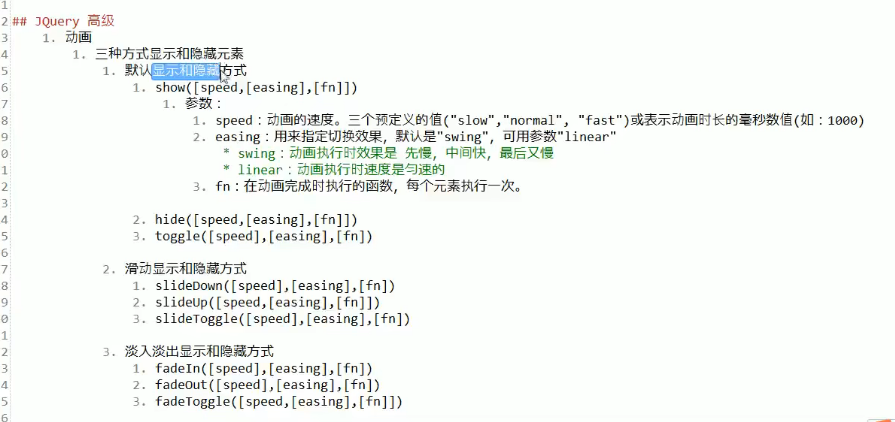 1
2 ## JQuery 高级
3 1. 动画
4 1. 三种方式显示和隐藏元素
5 1. 默认显示和隐藏方式
6 1. show([speed,[easing],[fn]])
7 1. 参数：
8 1. speed：动画的速度。三个预定义的值("slow","normal", "fast")或表示动画时长的毫秒数值(如：1000)
9 2. easing：用来指定切换效果，默认是"swing"，可用参数"linear"
0 * swing：动画执行时效果是 先慢，中间快，最后又慢
1 * linear：动画执行时速度是匀速的
2 3. fn：在动画完成时执行的函数，每个元素执行一次。
3
4 2. hide([speed,[easing],[fn]])
5 3. toggle([speed],[easing],[fn])
6
7 2. 滑动显示和隐藏方式
8 1. slideDown([speed],[easing],[fn])
9 2. slideUp([speed,[easing],[fn]])
0 3. slideToggle([speed],[easing],[fn])
1
2 3. 淡入淡出显示和隐藏方式
3 1. fadeIn([speed],[easing],[fn])
4 2. fadeOut([speed],[easing],[fn])
5 3. fadeToggle([speed,[easing],[fn]])
6